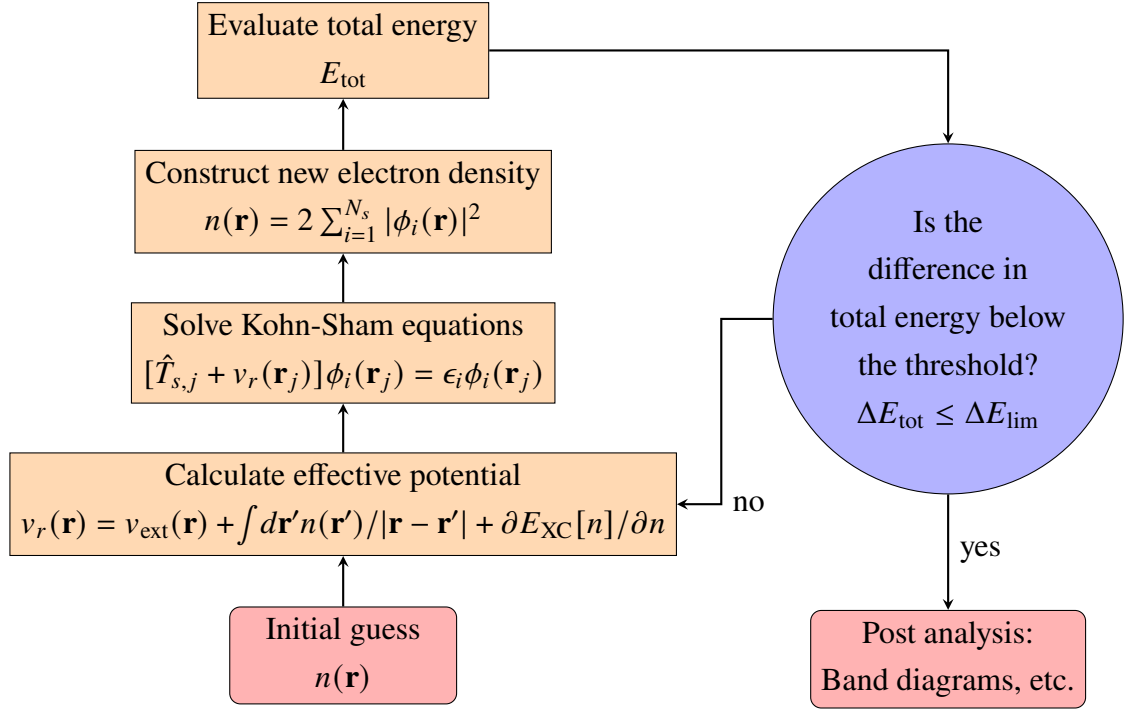 Evaluate total energy
E_tot
Construct new electron density
n(𝐫) = 2 ∑_{i=1}^{N_s} |ϕ_i(𝐫)|^2
Solve Kohn-Sham equations
[T̂_{s,j} + v_r(𝐫_j)]ϕ_i(𝐫_j) = ϵ_iϕ_i(𝐫_j)
Calculate effective potential
v_r(𝐫) = v_ext(𝐫) + ∫ d𝐫′n(𝐫′)/|𝐫 − 𝐫′| + ∂E_XC[n]/∂n
Initial guess
n(𝐫)
Is the
difference in
total energy below
the threshold?
ΔE_tot ≤ ΔE_lim
no
yes
Post analysis:
Band diagrams, etc.